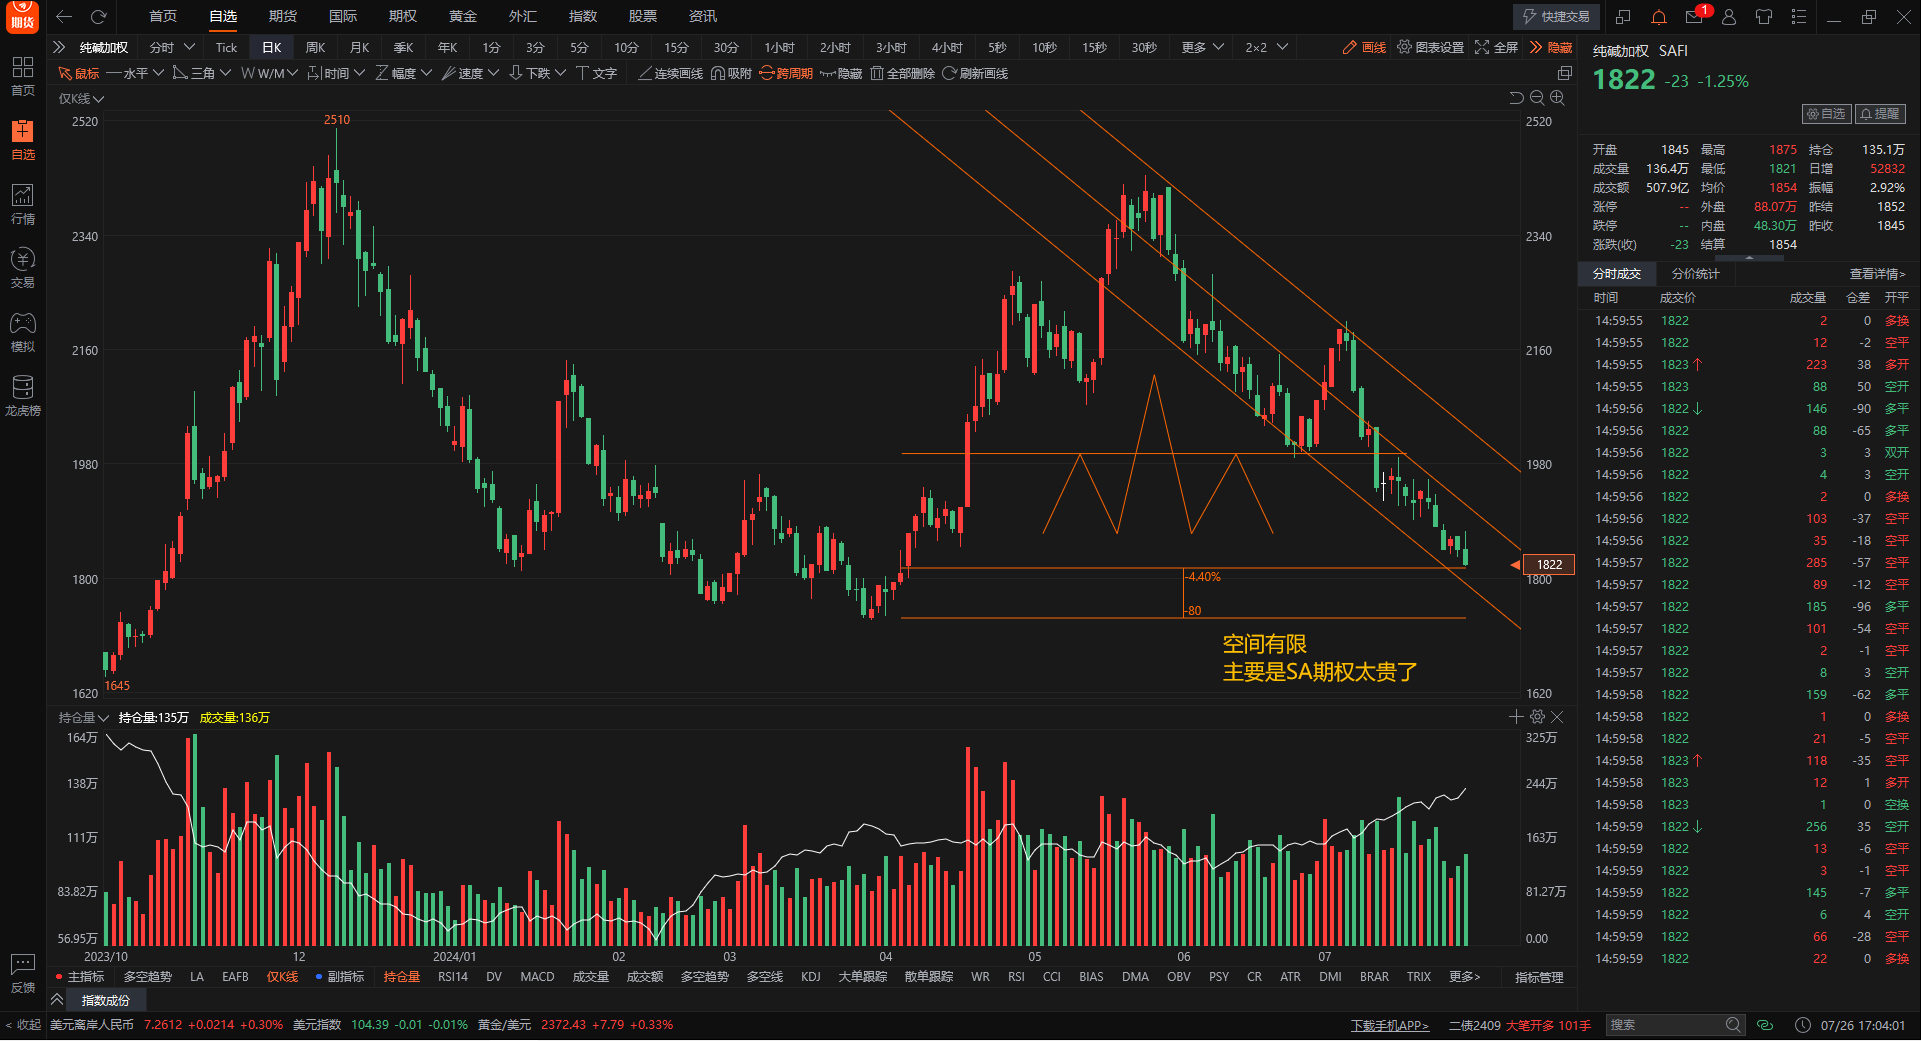 期货 首页 自选 期货 国际 期权 黄金 外汇 指数 股票 资讯 快捷交易 1
纯碱加权 分时 Tick 日K 周K 月K 季K 年K 1分 3分 5分 10分 15分 30分 1小时 2小时 3小时 4小时 5秒 10秒 15秒 30秒 更多 2×2 画线 图表设置 全屏 隐藏
鼠标 水平 三角 W/M 时间 幅度 速度 下跌 文字 连续画线 吸附 跨周期 隐藏 全部删除 刷新画线
首页
自选
行情
交易
模拟
龙虎榜
反馈
< 收起
仅K线
2520
2340
2160
1980
1800
1620
2510
1645
-4.40%
-80
空间有限
主要是SA期权太贵了
2520
2340
2160
1980
1822
1800
1620
持仓量 持仓量:135万 成交量:136万
164万
138万
111万
83.82万
56.95万
325万
244万
163万
81.27万
0.00
2023/10 12 2024/01 02 03 04 05 06 07
主指标 多空趋势 LA EAFB 仅K线 副指标 持仓量 RSI14 DV MACD 成交量 成交额 多空趋势 多空线 KDJ 大单跟踪 散单跟踪 WR RSI CCI BIAS DMA OBV PSY CR ATR DMI BRAR TRIX 更多> 指标管理
指数成份
纯碱加权 SAFI
1822 -23 -1.25%
自选 提醒
开盘 1845 最高 1875 持仓 135.1万
成交量 136.4万 最低 1821 日增 52832
成交额 507.9亿 均价 1854 振幅 2.92%
涨停 -- 外盘 88.07万 昨结 1852
跌停 -- 内盘 48.30万 昨收 1845
涨跌(收) -23 结算 1854
分时成交 分价统计 查看详情>
时间 成交价 成交量 仓差 开平
14:59:55 1822 2 0 多换
14:59:55 1822 12 -2 空平
14:59:55 1823↑ 223 38 多开
14:59:55 1823 88 50 空开
14:59:56 1822↓ 146 -90 多平
14:59:56 1822 88 -65 多平
14:59:56 1822 3 3 双开
14:59:56 1822 4 3 空开
14:59:56 1822 2 0 多换
14:59:56 1822 103 -37 空平
14:59:56 1822 35 -18 空平
14:59:57 1822 285 -57 空平
14:59:57 1822 89 -12 空平
14:59:57 1822 185 -96 多平
14:59:57 1822 101 -54 空平
14:59:57 1822 2 -1 空平
14:59:57 1822 8 3 空开
14:59:58 1822 159 -62 多平
14:59:58 1822 1 0 多换
14:59:58 1822 21 -5 空平
14:59:58 1823↑ 118 -35 空平
14:59:58 1823 12 1 多开
14:59:58 1823 1 0 空换
14:59:59 1822↓ 256 35 空开
14:59:59 1822 13 -6 空平
14:59:59 1822 3 -1 空平
14:59:59 1822 145 -7 多平
14:59:59 1822 6 4 空开
14:59:59 1822 66 -28 空平
14:59:59 1822 22 0 多换
美元离岸人民币 7.2612 +0.0214 +0.30% 美元指数 104.39 -0.01 -0.01% 黄金/美元 2372.43 +7.79 +0.33% 下载手机APP> 二债2409 大笔开多 101手 搜索 07/26 17:04:01